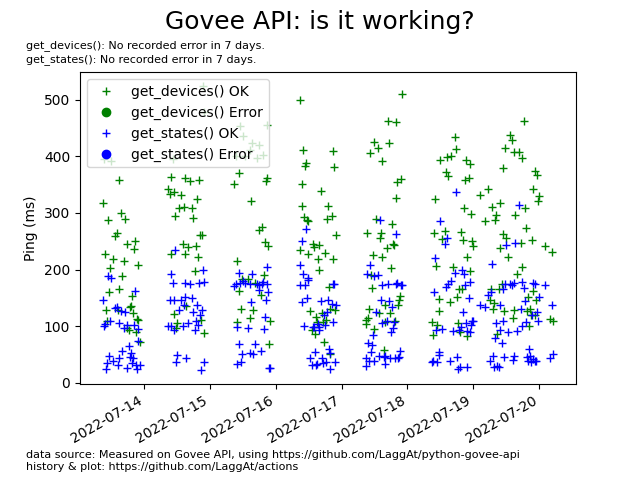 Govee API: is it working?
get_devices(): No recorded error in 7 days.
get_states(): No recorded error in 7 days.
get_devices() OK
get_devices() Error
get_states() OK
get_states() Error
Ping (ms)
500
400
300
200
100
0
2022-07-14
2022-07-15
2022-07-16
2022-07-17
2022-07-18
2022-07-19
2022-07-20
data source: Measured on Govee API, using https://github.com/LaggAt/python-govee-api
history & plot: https://github.com/LaggAt/actions